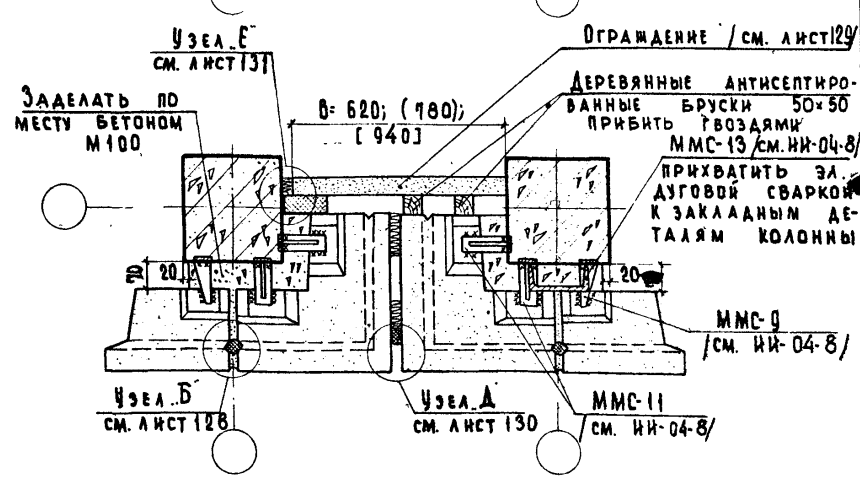 Узел „Е"
см. лист 131
Ограждение /см. лист 129/
Заделать по
месту бетоном
М100
в= 620; (780);
[940]
Деревянные антисептиро-
ванные бруски 50×50
прибить гвоздями
ММС-13 /см. ИИ-04-8/
прихватить эл.
дуговой сваркой
к закладным де-
талям колонны
70
20
20
ММС-9
/см. ИИ-04-8/
Узел „Б"
см. лист 128
Узел „Д"
см. лист 130
ММС-11
/см. ИИ-04-8/